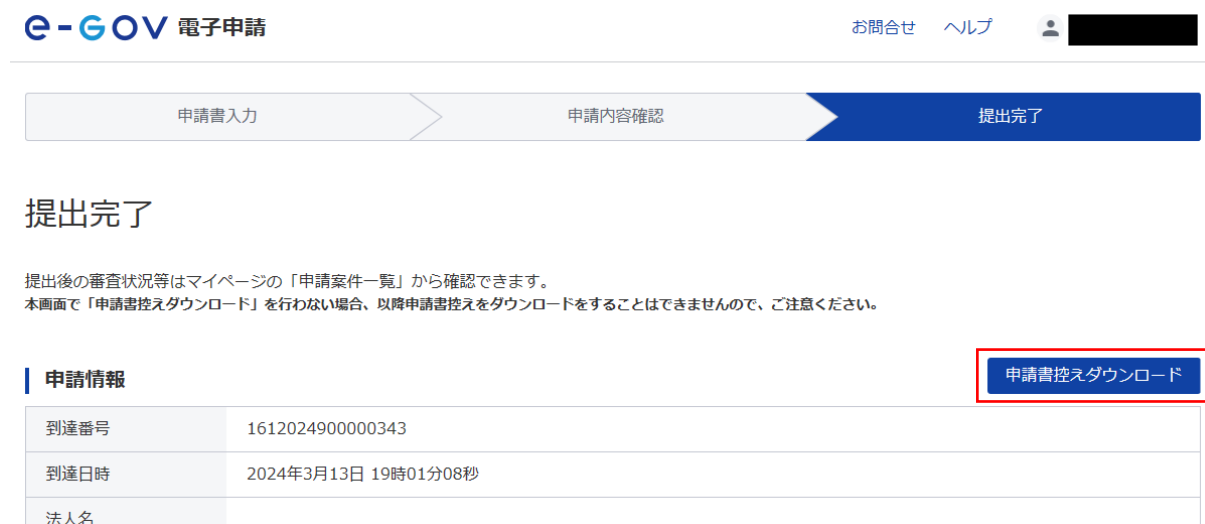 e-GOV 電子申請
お問合せ ヘルプ
申請書入力 申請内容確認 提出完了
提出完了
提出後の審査状況等はマイページの「申請案件一覧」から確認できます。
本画面で「申請書控えダウンロード」を行わない場合、以降申請書控えをダウンロードをすることはできませんので、ご注意ください。
申請情報
申請書控えダウンロード
到達番号 1612024900000343
到達日時 2024年3月13日 19時01分08秒
法人名